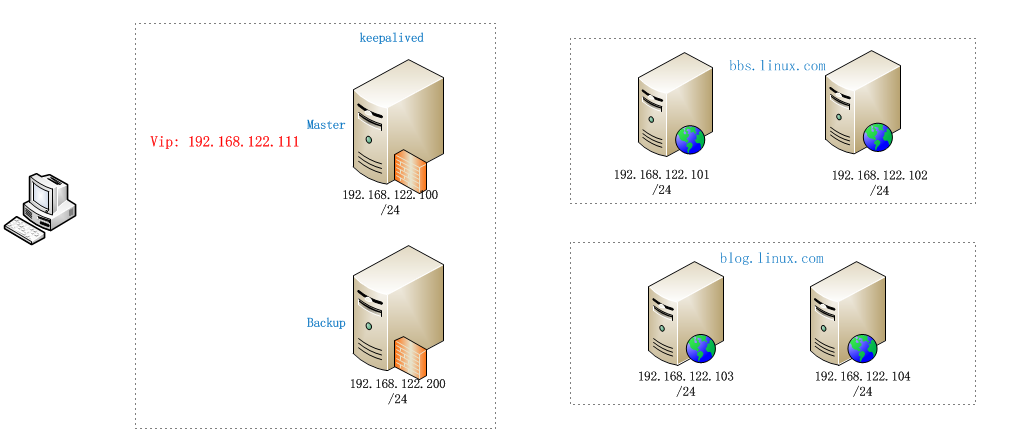 keepalived
Master
Vip: 192.168.122.111
192.168.122.100
/24
Backup
192.168.122.200
/24
bbs.linux.com
192.168.122.101
/24
192.168.122.102
/24
blog.linux.com
192.168.122.103
/24
192.168.122.104
/24